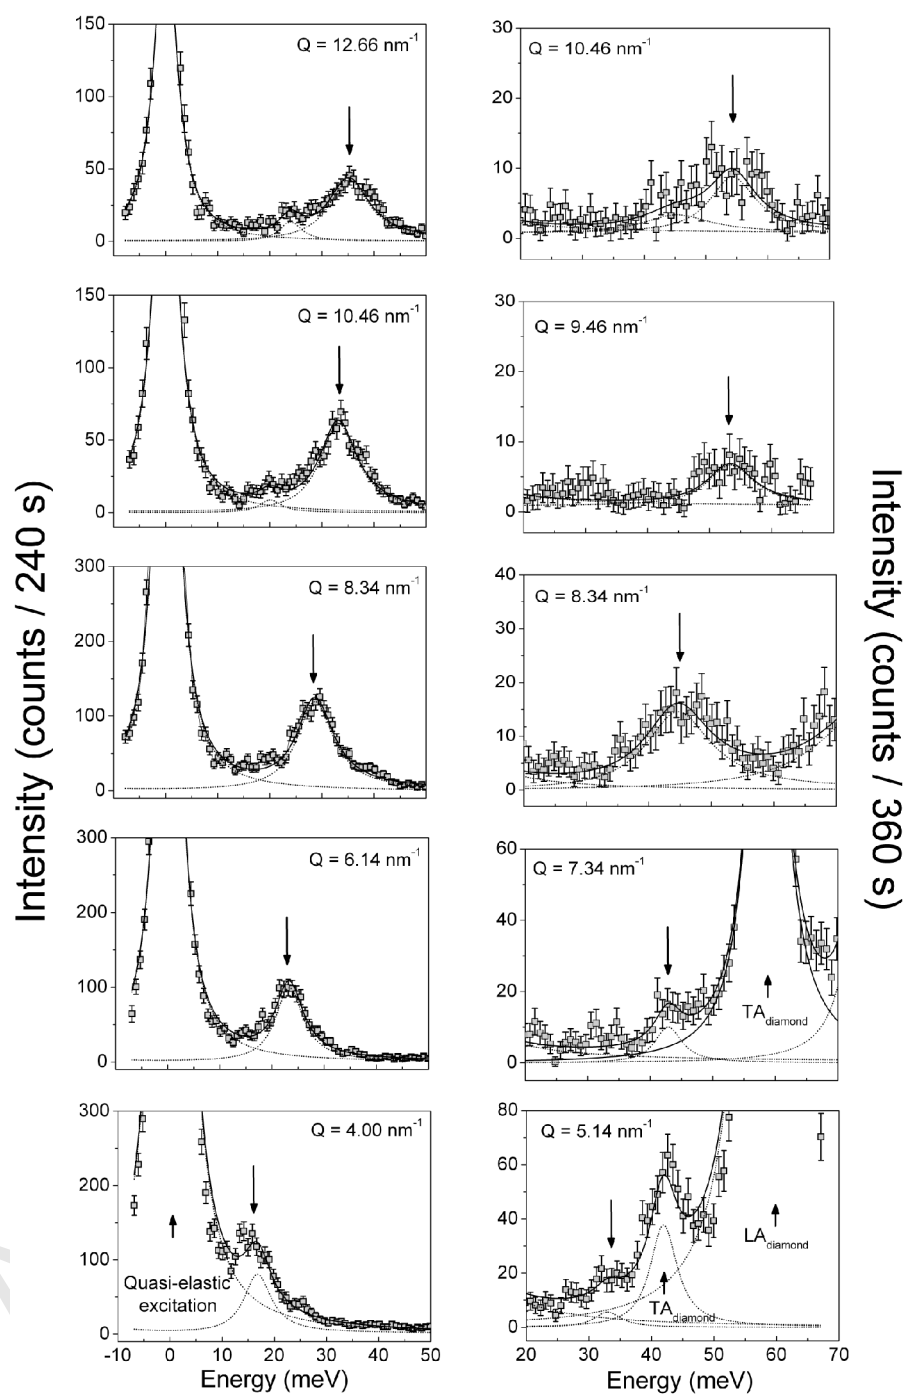 Intensity (counts / 240 s)
150
100
50
0
Q = 12.66 nm⁻¹
150
100
50
0
Q = 10.46 nm⁻¹
300
200
100
0
Q = 8.34 nm⁻¹
300
200
100
0
Q = 6.14 nm⁻¹
300
200
100
0
Q = 4.00 nm⁻¹
Quasi-elastic
excitation
-10 0 10 20 30 40 50
Energy (meV)
30
20
10
0
Q = 10.46 nm⁻¹
30
20
10
0
Q = 9.46 nm⁻¹
40
30
20
10
0
Q = 8.34 nm⁻¹
60
40
20
0
Q = 7.34 nm⁻¹
TA diamond
80
60
40
20
0
Q = 5.14 nm⁻¹
LA diamond
TA diamond
20 30 40 50 60 70
Energy (meV)
Intensity (counts / 360 s)